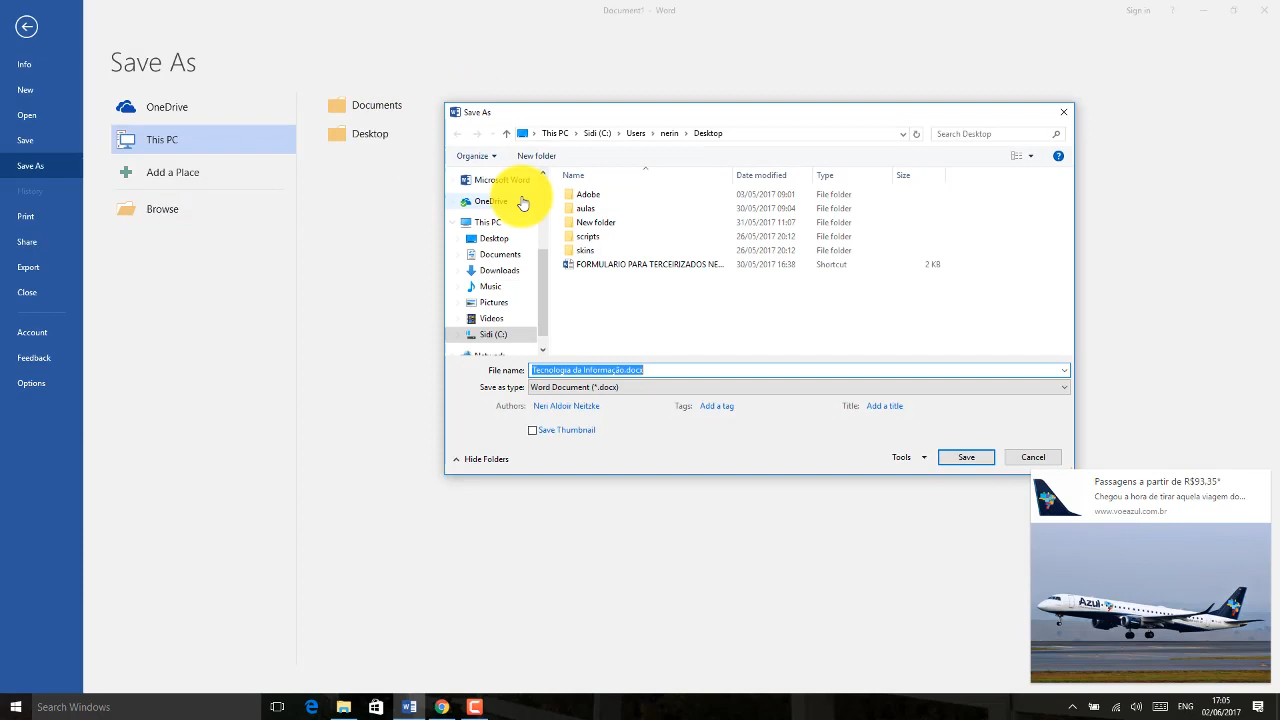 Document1 - Word
Sign in
?
Info
New
Open
Save
Save As
History
Print
Share
Export
Close
Account
Feedback
Options
Save As
OneDrive
This PC
Add a Place
Browse
Documents
Desktop
Save As
This PC > Sidi (C:) > Users > nerin > Desktop
Search Desktop
Organize
New folder
?
Microsoft Word
OneDrive
This PC
Desktop
Documents
Downloads
Music
Pictures
Videos
Sidi (C:)
Name Date modified Type Size
Adobe 03/05/2017 09:01 File folder
aulas 30/05/2017 09:04 File folder
New folder 31/05/2017 11:07 File folder
scripts 26/05/2017 20:12 File folder
skins 26/05/2017 20:12 File folder
FORMULARIO PARA TERCEIRIZADOS NE... 30/05/2017 16:38 Shortcut 2 KB
File name: Tecnologia da Informação.docx
Save as type: Word Document (*.docx)
Authors: Neri Aldoir Neitzke Tags: Add a tag Title: Add a title
Save Thumbnail
Hide Folders
Tools Save Cancel
Passagens a partir de R$93,35*
Chegou a hora de tirar aquela viagem do...
www.voeazul.com.br
Azul
Search Windows
ENG
17:05
02/06/2017